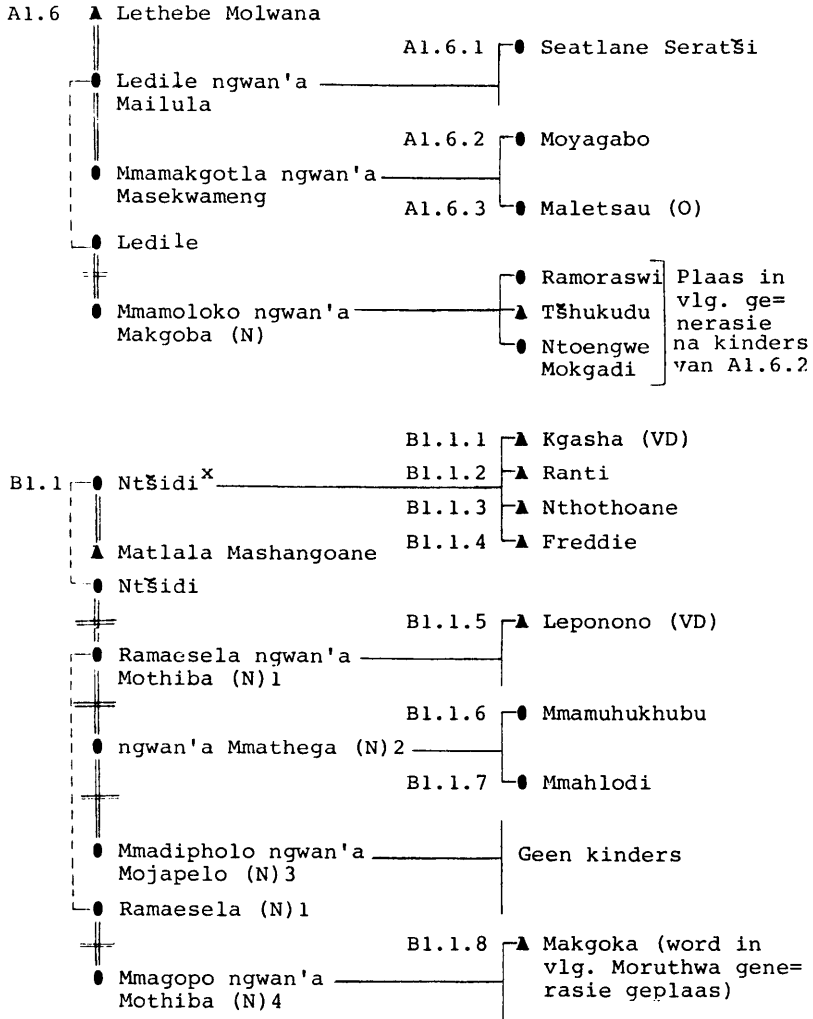 A1.6 Lethebe Molwana
A1.6.1 Seatlane Seratši
Ledile ngwan'a
Mailula
A1.6.2 Moyagabo
Mmamakgotla ngwan'a
Masekwameng
A1.6.3 Maletsau (O)
Ledile
Ramoraswi
Mmamoloko ngwan'a
Makgoba (N)
Tšhukudu
Ntoengwe
Mokgadi
Plaas in
vlg. ge=
nerasie
na kinders
van A1.6.2
B1.1.1 Kgasha (VD)
B1.1 Ntšidi x
B1.1.2 Ranti
B1.1.3 Nthothoane
B1.1.4 Freddie
Matlala Mashangoane
Ntšidi
B1.1.5 Leponono (VD)
Ramaesela ngwan'a
Mothiba (N)1
B1.1.6 Mmamuhukhubu
ngwan'a Mmathega (N)2
B1.1.7 Mmahlodi
Mmadipholo ngwan'a
Mojapelo (N)3
Geen kinders
Ramaesela (N)1
B1.1.8 Makgoka (word in
vlg. Moruthwa gene=
rasie geplaas)
Mmagopo ngwan'a
Mothiba (N)4